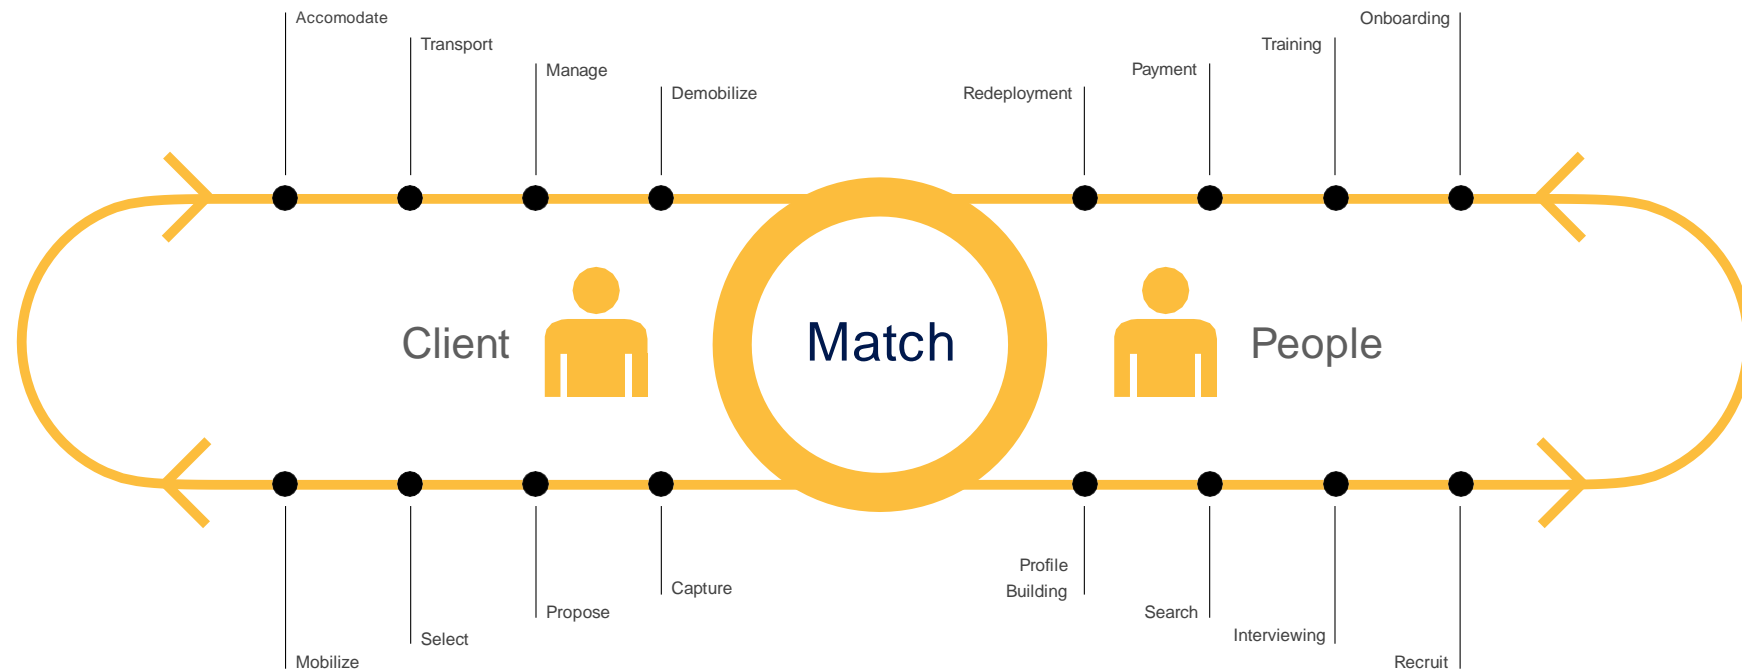 Accomodate
Onboarding
Transport
Training
Manage
Payment
Demobilize
Redeployment
Client
Match
People
Profile
Building
Capture
Propose
Search
Select
Interviewing
Mobilize
Recruit